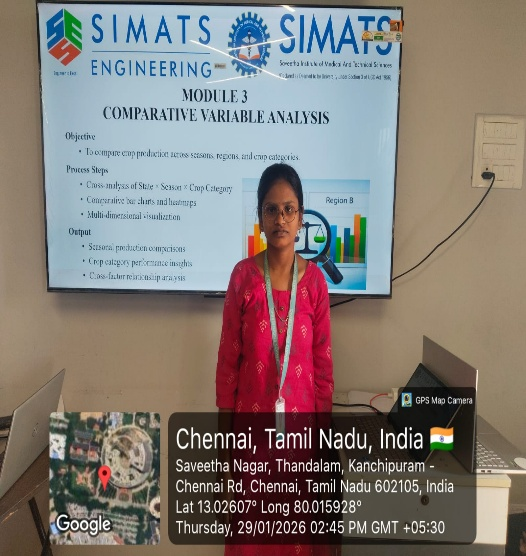 SIMATS
ENGINEERING
SIMATS
Saveetha Institute of Medical And Technical Sciences
MODULE 3
COMPARATIVE VARIABLE ANALYSIS
Objective
• To compare crop production across seasons, regions, and crop categories.
Process Steps
• Cross-analysis of State × Season × Crop Category
• Comparative bar charts and heatmaps
• Multi-dimensional visualization
Region B
Output
• Seasonal production comparisons
• Crop category performance insights
• Cross-factor relationship analysis
GPS Map Camera
Chennai, Tamil Nadu, India
Saveetha Nagar, Thandalam, Kanchipuram -
Chennai Rd, Chennai, Tamil Nadu 602105, India
Lat 13.02607° Long 80.015928°
Thursday, 29/01/2026 02:45 PM GMT +05:30
Google